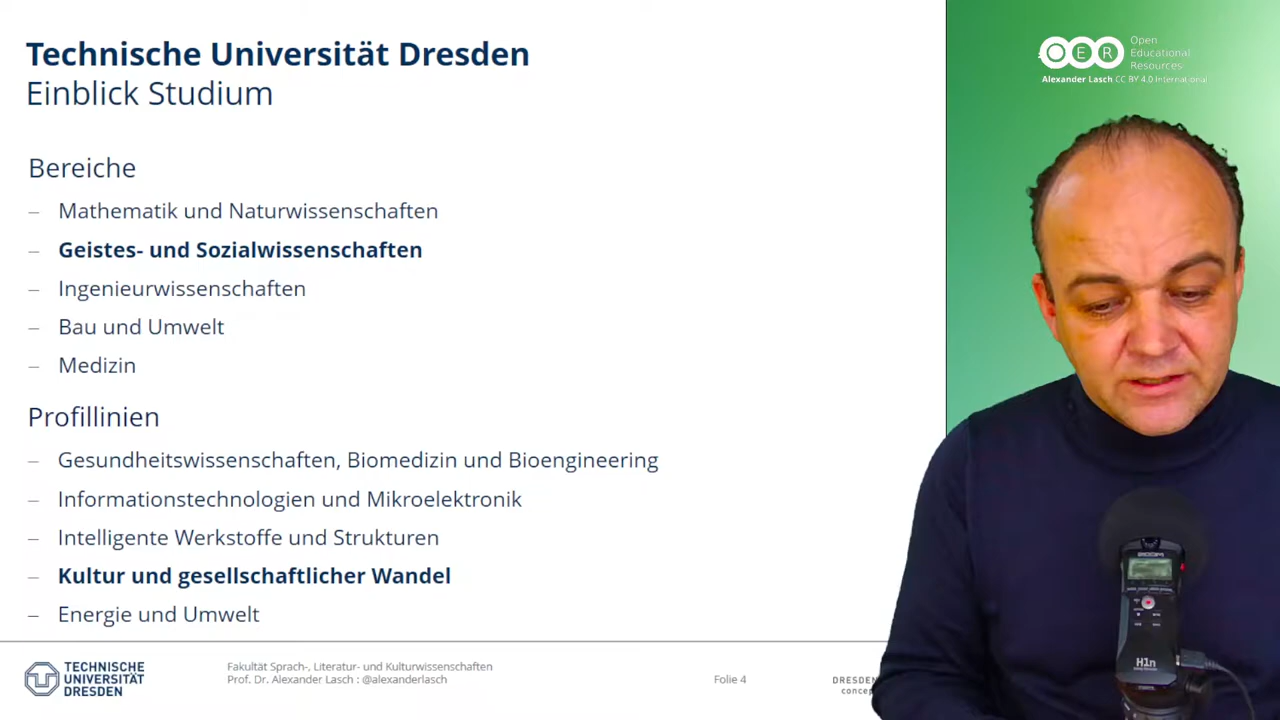 Technische Universität Dresden
Einblick Studium
Bereiche
– Mathematik und Naturwissenschaften
– Geistes- und Sozialwissenschaften
– Ingenieurwissenschaften
– Bau und Umwelt
– Medizin
Profillinien
– Gesundheitswissenschaften, Biomedizin und Bioengineering
– Informationstechnologien und Mikroelektronik
– Intelligente Werkstoffe und Strukturen
– Kultur und gesellschaftlicher Wandel
– Energie und Umwelt
TECHNISCHE
UNIVERSITÄT
DRESDEN
Fakultät Sprach-, Literatur- und Kulturwissenschaften
Prof. Dr. Alexander Lasch : @alexanderlasch
Folie 4
DRESDEN
conce
OER
Open
Educational
Resources
Alexander Lasch CC BY 4.0 International
zoom
H1n